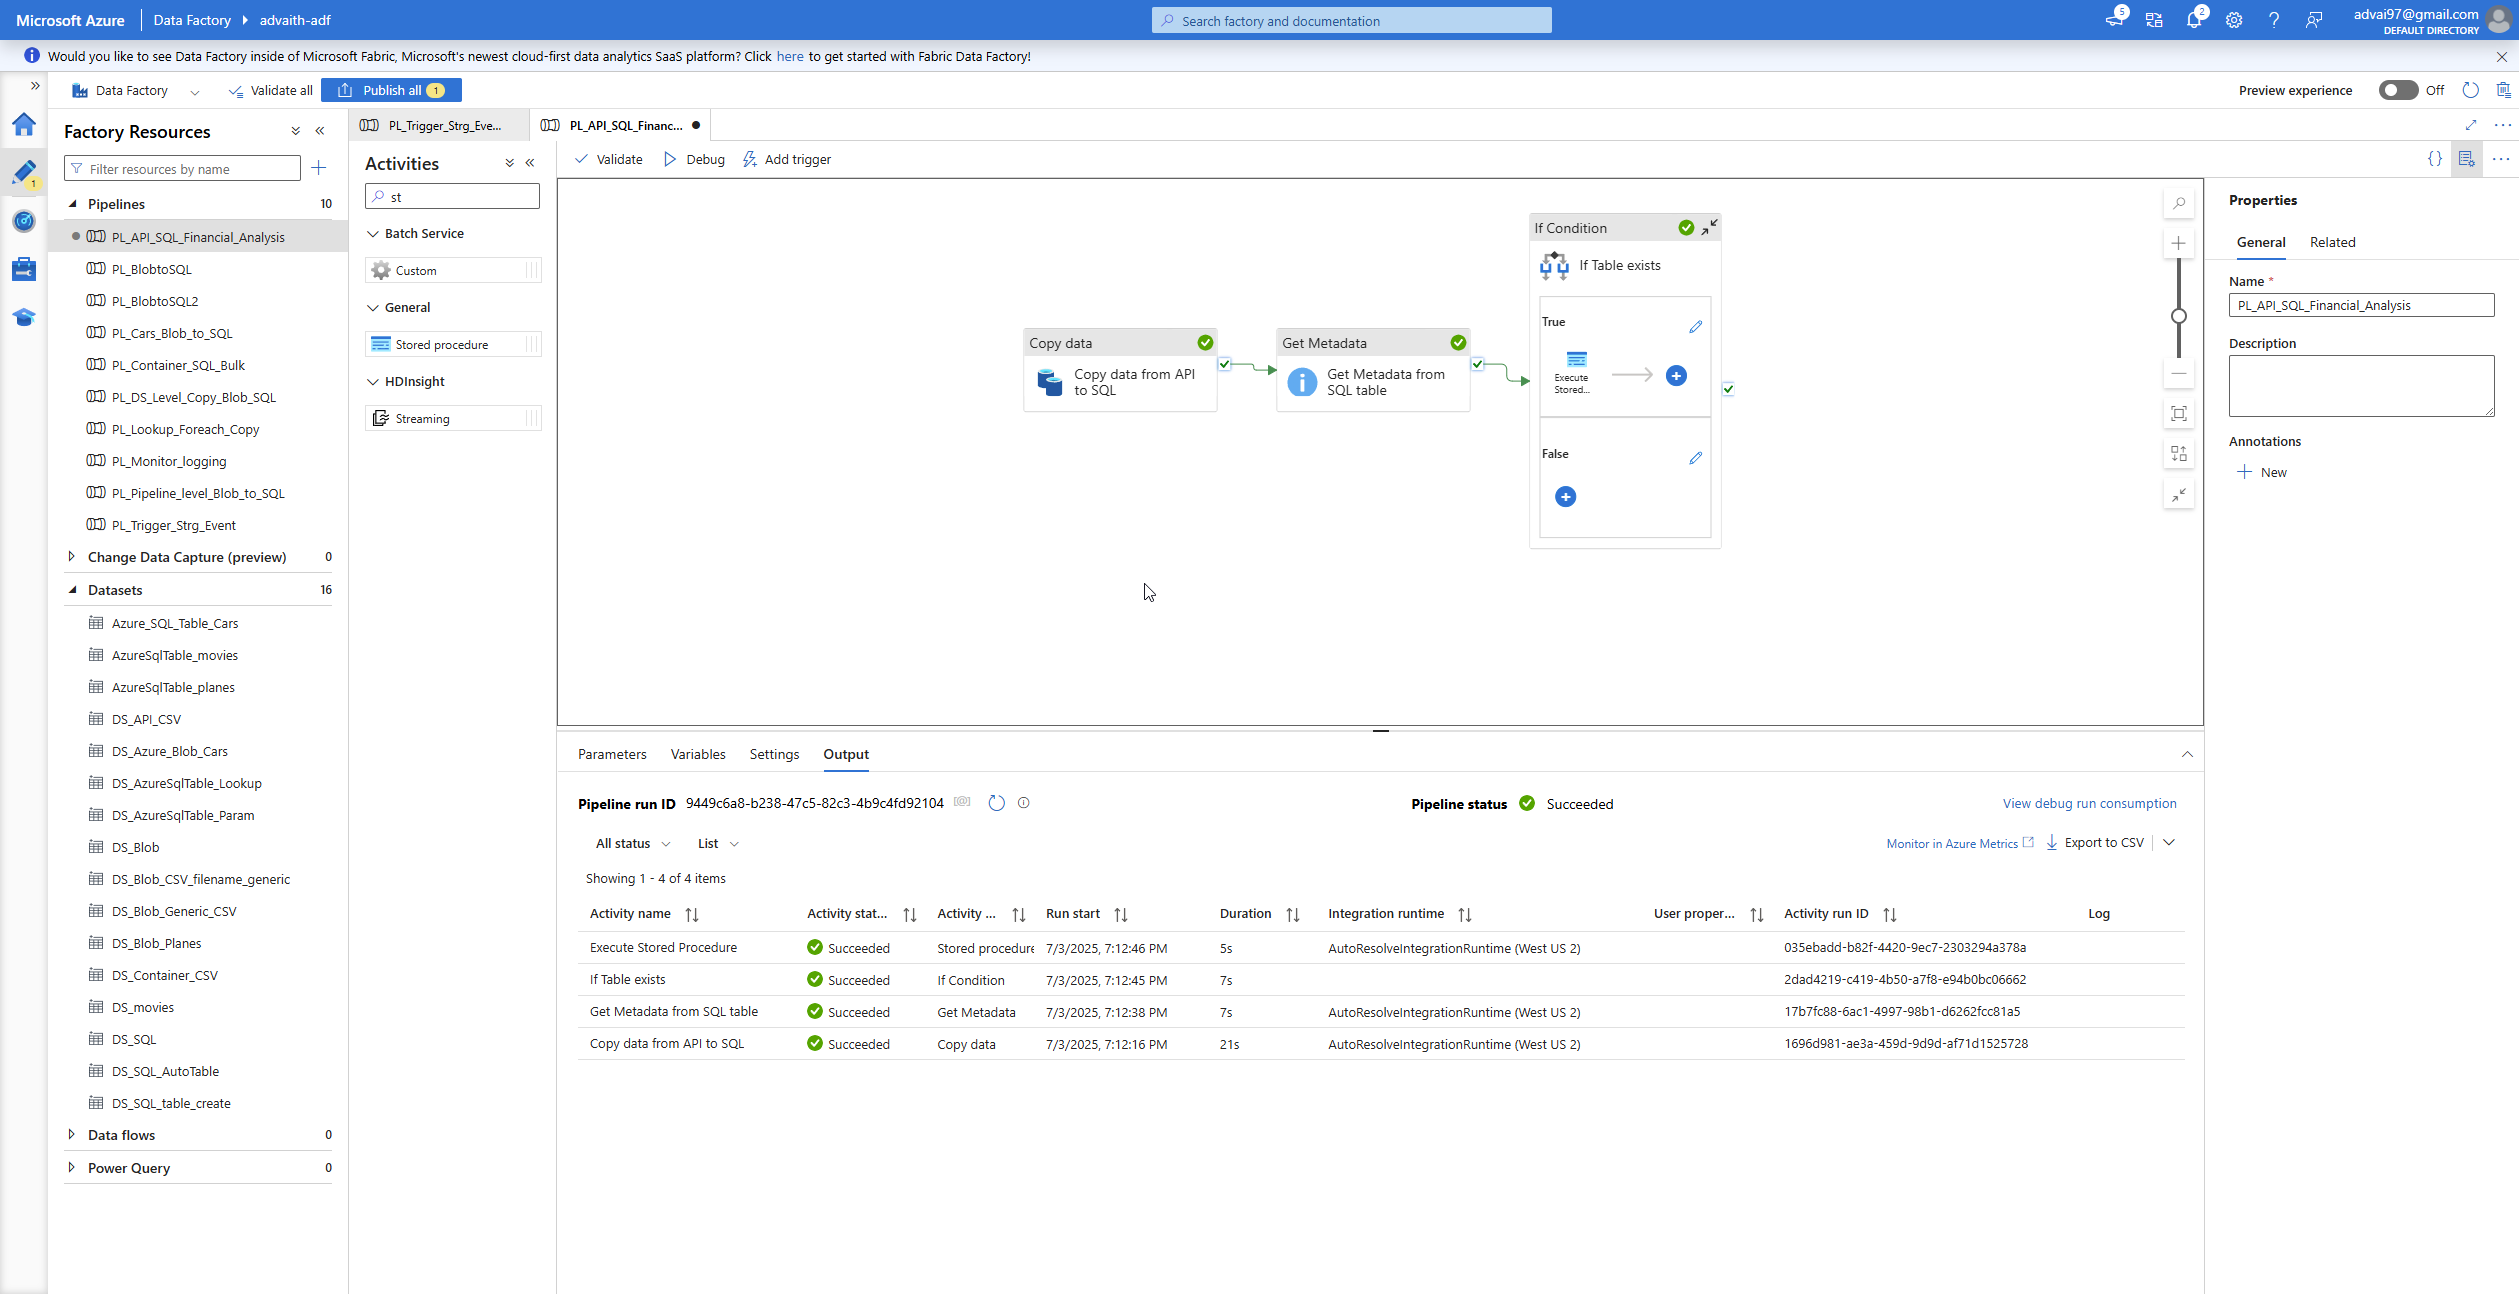 Microsoft Azure
Data Factory
advaith-adf
Search factory and documentation
5
2
?
advai97@gmail.com
DEFAULT DIRECTORY
Would you like to see Data Factory inside of Microsoft Fabric, Microsoft's newest cloud-first data analytics SaaS platform? Click here to get started with Fabric Data Factory!
Data Factory
Validate all
Publish all 1
Preview experience
Off
1
Factory Resources
Filter resources by name
Pipelines 10
PL_API_SQL_Financial_Analysis
PL_BlobtoSQL
PL_BlobtoSQL2
PL_Cars_Blob_to_SQL
PL_Container_SQL_Bulk
PL_DS_Level_Copy_Blob_SQL
PL_Lookup_Foreach_Copy
PL_Monitor_logging
PL_Pipeline_level_Blob_to_SQL
PL_Trigger_Strg_Event
Change Data Capture (preview) 0
Datasets 16
Azure_SQL_Table_Cars
AzureSqlTable_movies
AzureSqlTable_planes
DS_API_CSV
DS_Azure_Blob_Cars
DS_AzureSqlTable_Lookup
DS_AzureSqlTable_Param
DS_Blob
DS_Blob_CSV_filename_generic
DS_Blob_Generic_CSV
DS_Blob_Planes
DS_Container_CSV
DS_movies
DS_SQL
DS_SQL_AutoTable
DS_SQL_table_create
Data flows 0
Power Query 0
PL_Trigger_Strg_Eve...
PL_API_SQL_Financ...
Activities
st
Batch Service
Custom
General
Stored procedure
HDInsight
Streaming
Validate
Debug
Add trigger
{}
Copy data
Copy data from API
to SQL
Get Metadata
Get Metadata from
SQL table
If Condition
If Table exists
True
Execute
Stored...
False
Properties
General
Related
Name *
PL_API_SQL_Financial_Analysis
Description
Annotations
New
Parameters
Variables
Settings
Output
Pipeline run ID 9449c6a8-b238-47c5-82c3-4b9c4fd92104
Pipeline status Succeeded
View debug run consumption
All status
List
Monitor in Azure Metrics
Export to CSV
Showing 1 - 4 of 4 items
Activity name Activity stat... Activity ... Run start Duration Integration runtime User proper... Activity run ID Log
Execute Stored Procedure Succeeded Stored procedure 7/3/2025, 7:12:46 PM 5s AutoResolveIntegrationRuntime (West US 2) 035ebadd-b82f-4420-9ec7-2303294a378a
If Table exists Succeeded If Condition 7/3/2025, 7:12:45 PM 7s 2dad4219-c419-4b50-a7f8-e94b0bc06662
Get Metadata from SQL table Succeeded Get Metadata 7/3/2025, 7:12:38 PM 7s AutoResolveIntegrationRuntime (West US 2) 17b7fc88-6ac1-4997-98b1-d6262fcc81a5
Copy data from API to SQL Succeeded Copy data 7/3/2025, 7:12:16 PM 21s AutoResolveIntegrationRuntime (West US 2) 1696d981-ae3a-459d-9d9d-af71d1525728